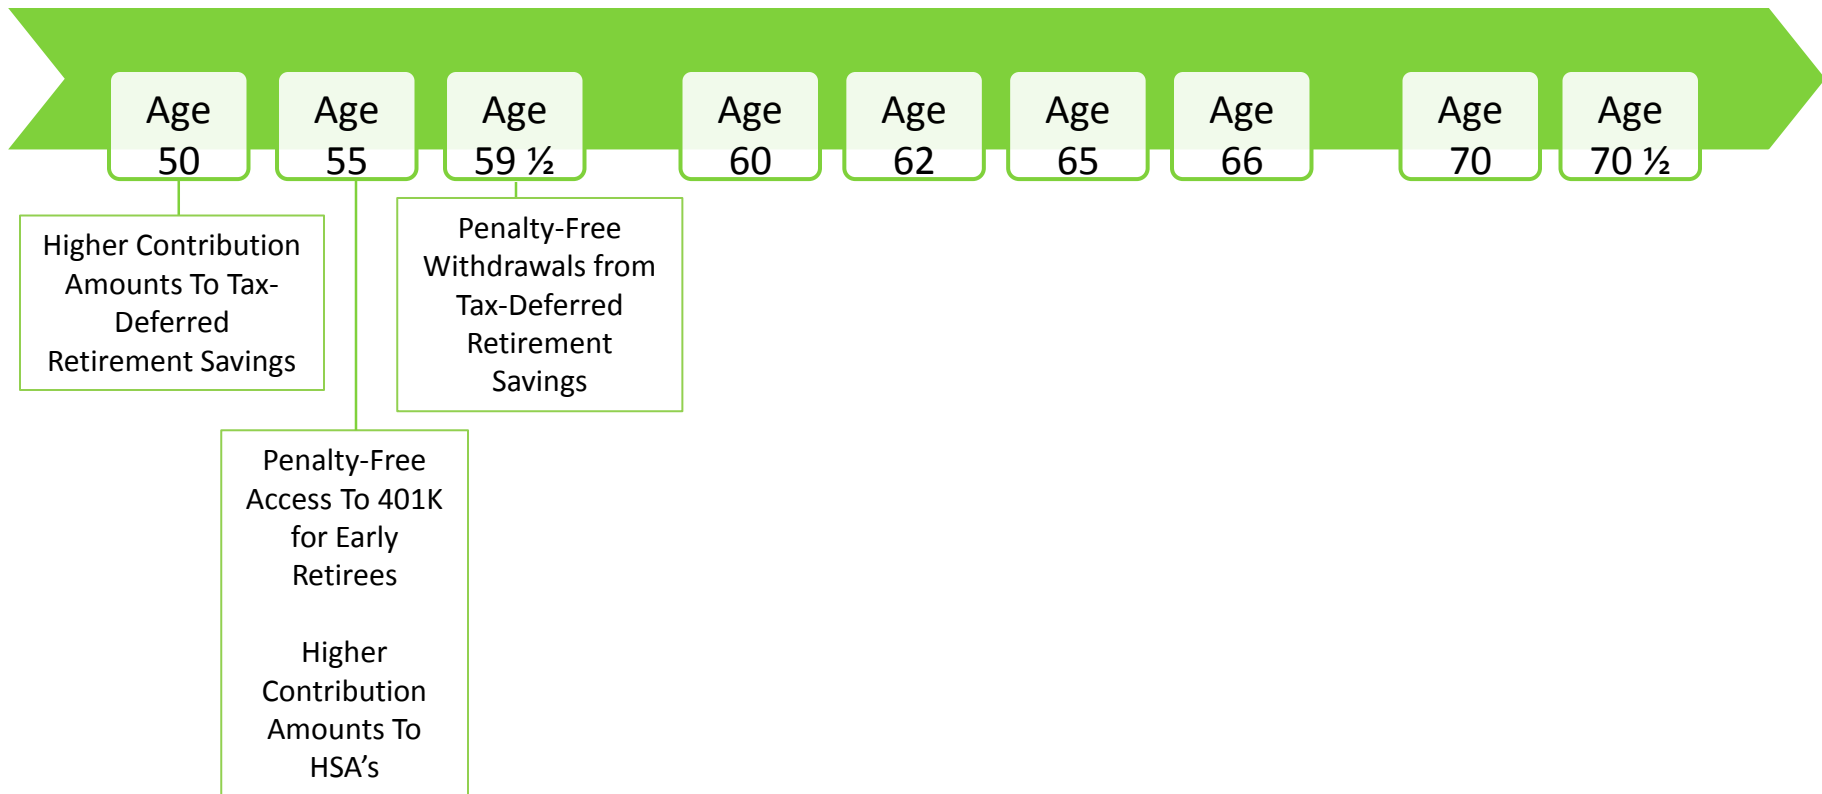 Age
50
Age
55
Age
59 ½
Age
60
Age
62
Age
65
Age
66
Age
70
Age
70 ½
Higher Contribution
Amounts To Tax-
Deferred
Retirement Savings
Penalty-Free
Withdrawals from
Tax-Deferred
Retirement
Savings
Penalty-Free
Access To 401K
for Early
Retirees
Higher
Contribution
Amounts To
HSA’s